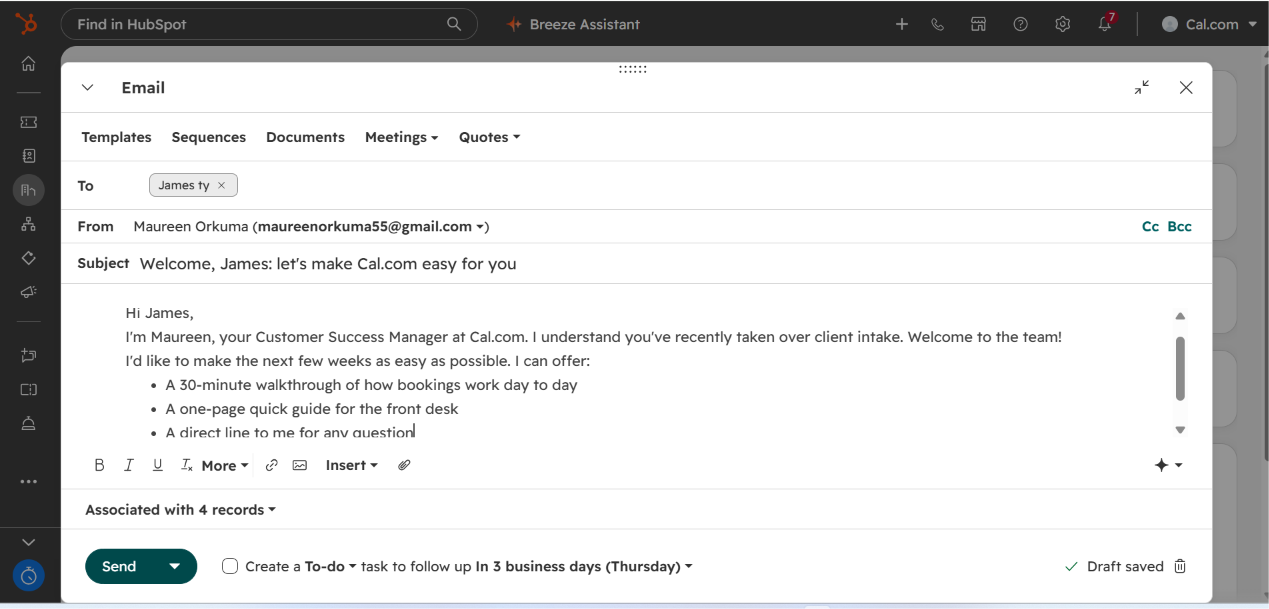 Find in HubSpot
Breeze Assistant
7
Cal.com
Email
Templates Sequences Documents Meetings Quotes
To James ty ×
From Maureen Orkuma (maureenorkuma55@gmail.com) Cc Bcc
Subject Welcome, James: let's make Cal.com easy for you
Hi James,
I'm Maureen, your Customer Success Manager at Cal.com. I understand you've recently taken over client intake. Welcome to the team!
I'd like to make the next few weeks as easy as possible. I can offer:
• A 30-minute walkthrough of how bookings work day to day
• A one-page quick guide for the front desk
• A direct line to me for any question
B I U Tx More Insert
Associated with 4 records
Send Create a To-do task to follow up In 3 business days (Thursday) Draft saved